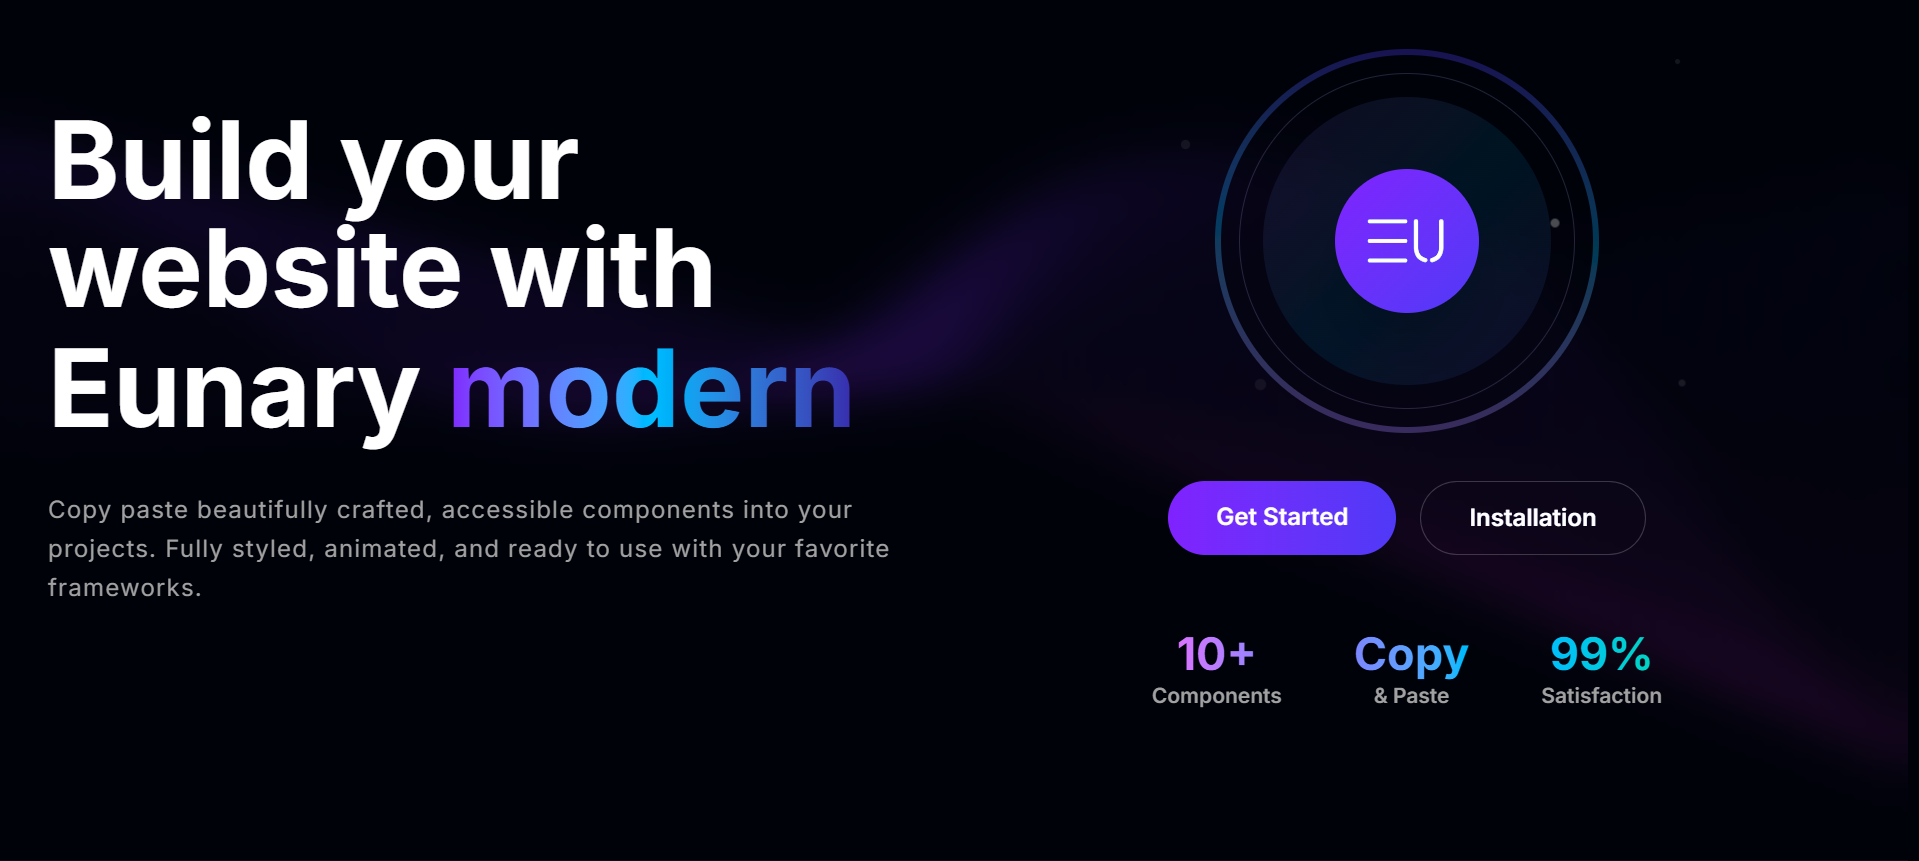 Build your
website with
Eunary modern
Copy paste beautifully crafted, accessible components into your
projects. Fully styled, animated, and ready to use with your favorite
frameworks.
EU
Get Started
Installation
10+
Components
Copy
& Paste
99%
Satisfaction